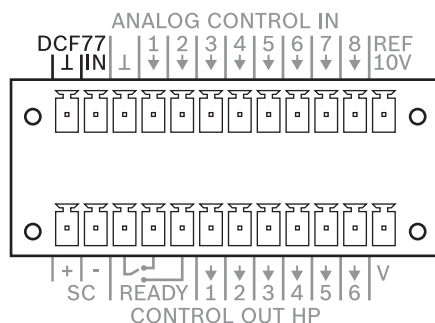 ANALOG CONTROL IN
DCF77 1 2 3 4 5 6 7 8 REF
⊥ IN ⊥ 10V
+ - V
SC READY 1 2 3 4 5 6
CONTROL OUT HP